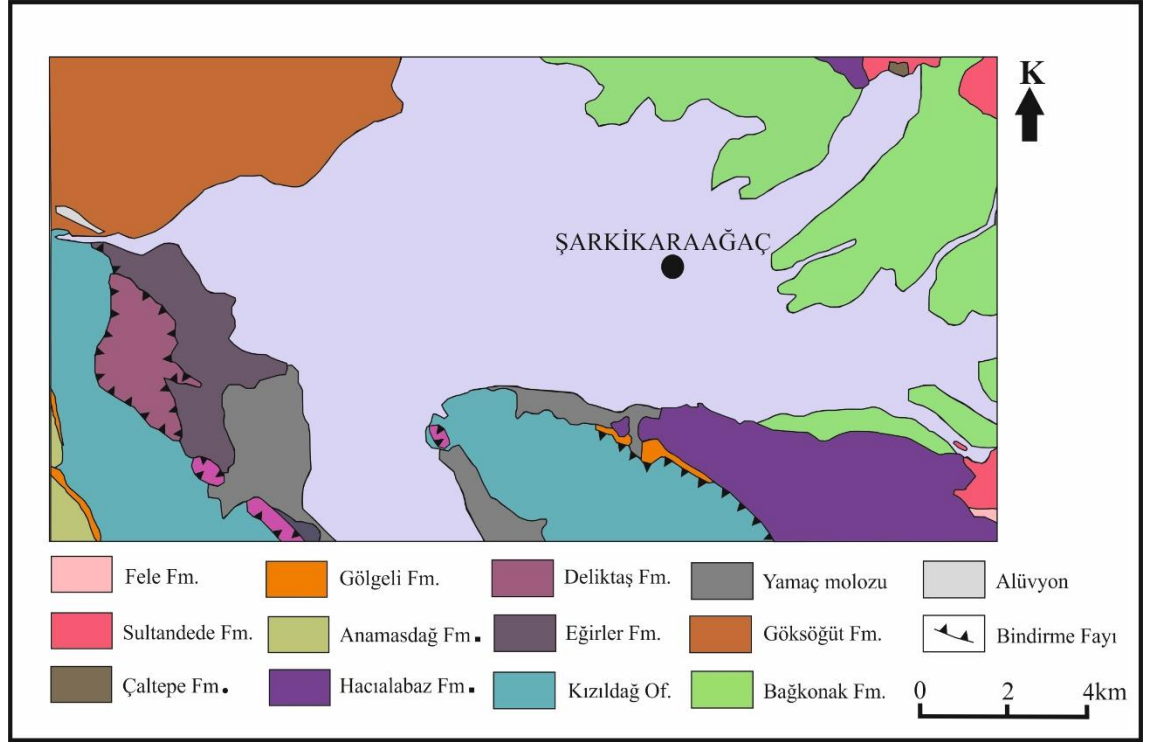 K
ŞARKİKARAAĞAÇ
Fele Fm.
Gölgeli Fm.
Deliktaş Fm.
Yamaç molozu
Alüvyon
Sultandede Fm.
Anamasdağ Fm.
Eğirler Fm.
Göksöğüt Fm.
Bindirme Fayı
Çaltepe Fm.
Hacıalabaz Fm.
Kızıldağ Of.
Bağkonak Fm.
0 2 4km